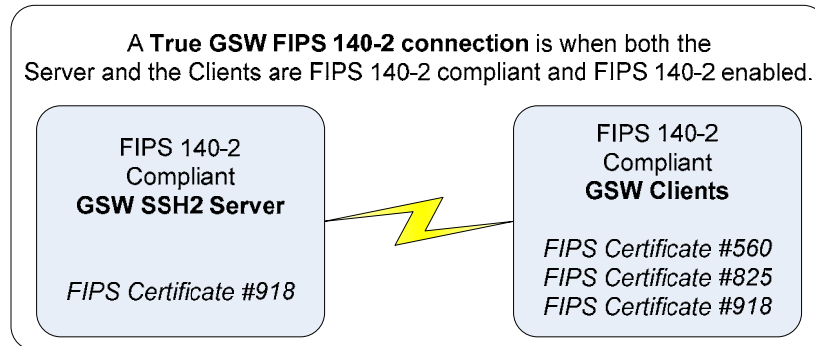 A True GSW FIPS 140-2 connection is when both the
Server and the Clients are FIPS 140-2 compliant and FIPS 140-2 enabled.
FIPS 140-2
Compliant
GSW SSH2 Server
FIPS Certificate #918
FIPS 140-2
Compliant
GSW Clients
FIPS Certificate #560
FIPS Certificate #825
FIPS Certificate #918